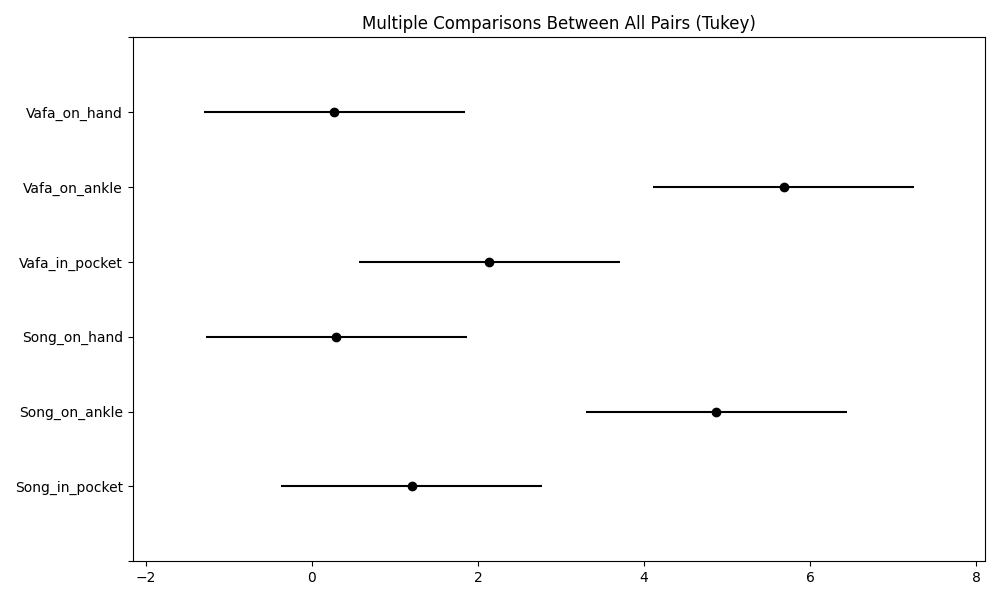 Multiple Comparisons Between All Pairs (Tukey)
Vafa_on_hand
Vafa_on_ankle
Vafa_in_pocket
Song_on_hand
Song_on_ankle
Song_in_pocket
−2 0 2 4 6 8